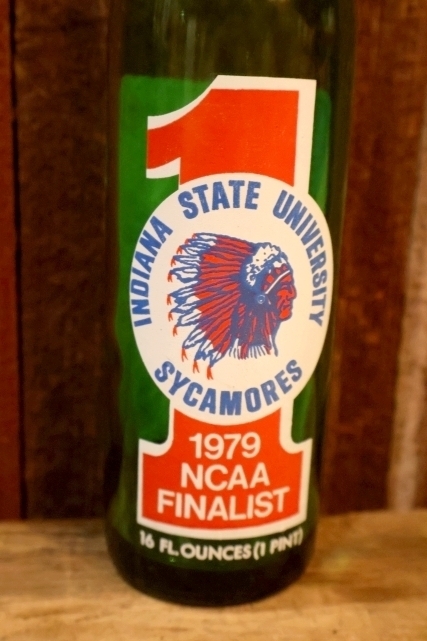 1
INDIANA STATE UNIVERSITY
SYCAMORES
1979
NCAA
FINALIST
16 FL. OUNCES (1 PINT)